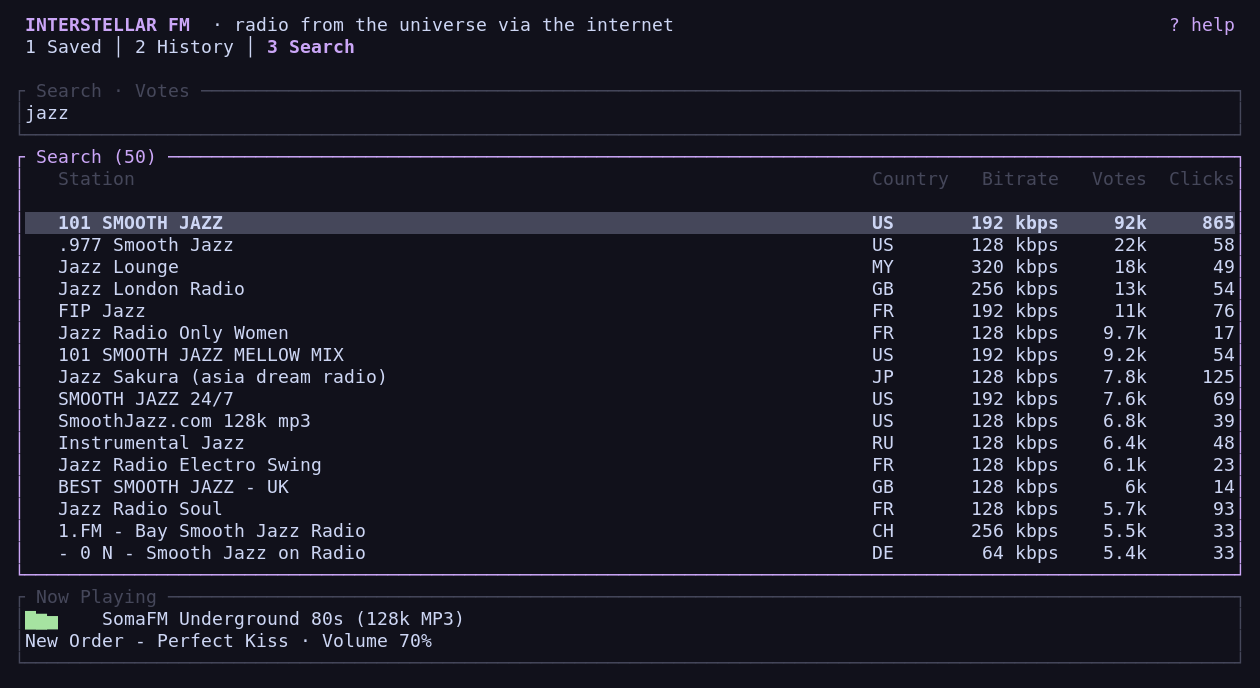 INTERSTELLAR FM · radio from the universe via the internet ? help
1 Saved │ 2 History │ 3 Search
Search · Votes
jazz
Search (50)
Station Country Bitrate Votes Clicks
101 SMOOTH JAZZ US 192 kbps 92k 865
.977 Smooth Jazz US 128 kbps 22k 58
Jazz Lounge MY 320 kbps 18k 49
Jazz London Radio GB 256 kbps 13k 54
FIP Jazz FR 192 kbps 11k 76
Jazz Radio Only Women FR 128 kbps 9.7k 17
101 SMOOTH JAZZ MELLOW MIX US 192 kbps 9.2k 54
Jazz Sakura (asia dream radio) JP 128 kbps 7.8k 125
SMOOTH JAZZ 24/7 US 192 kbps 7.6k 69
SmoothJazz.com 128k mp3 US 128 kbps 6.8k 39
Instrumental Jazz RU 128 kbps 6.4k 48
Jazz Radio Electro Swing FR 128 kbps 6.1k 23
BEST SMOOTH JAZZ - UK GB 128 kbps 6k 14
Jazz Radio Soul FR 128 kbps 5.7k 93
1.FM - Bay Smooth Jazz Radio CH 256 kbps 5.5k 33
- 0 N - Smooth Jazz on Radio DE 64 kbps 5.4k 33
Now Playing
SomaFM Underground 80s (128k MP3)
New Order - Perfect Kiss · Volume 70%